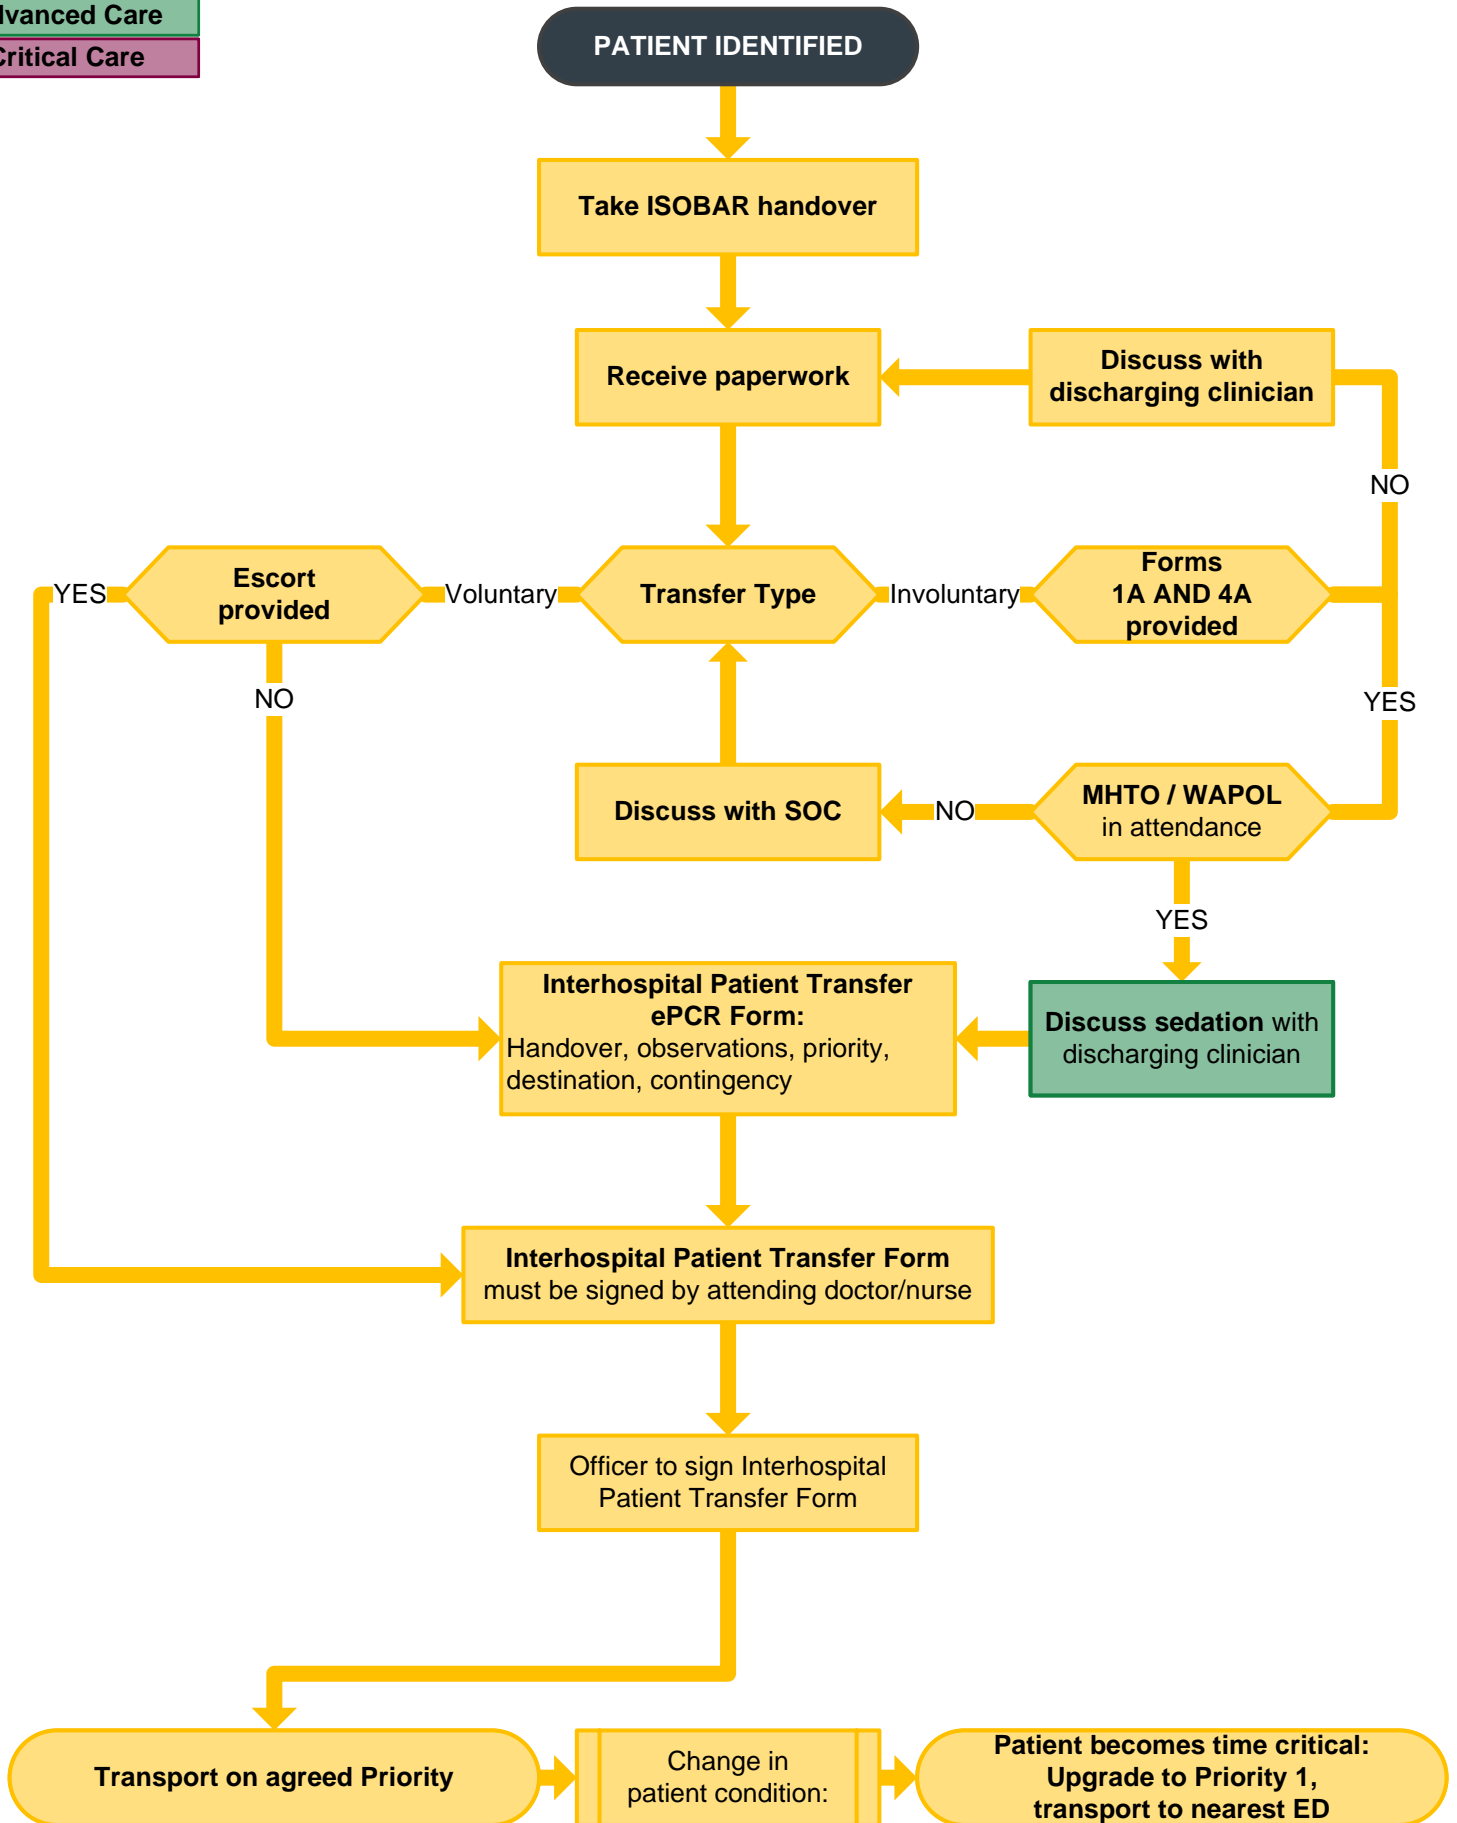 Care
Critical Care
PATIENT IDENTIFIED
Take ISOBAR handover
Receive paperwork
Discuss with
discharging clinician
NO
YES
Escort
provided
Voluntary
Transfer Type
Involuntary
Forms
1A AND 4A
provided
NO
YES
Discuss with SOC
NO
MHTO / WAPOL
in attendance
YES
Interhospital Patient Transfer
ePCR Form:
Handover, observations, priority,
destination, contingency
Discuss sedation with
discharging clinician
Interhospital Patient Transfer Form
must be signed by attending doctor/nurse
Officer to sign Interhospital
Patient Transfer Form
Transport on agreed Priority
Change in
patient condition:
Patient becomes time critical:
Upgrade to Priority 1,
transport to nearest ED